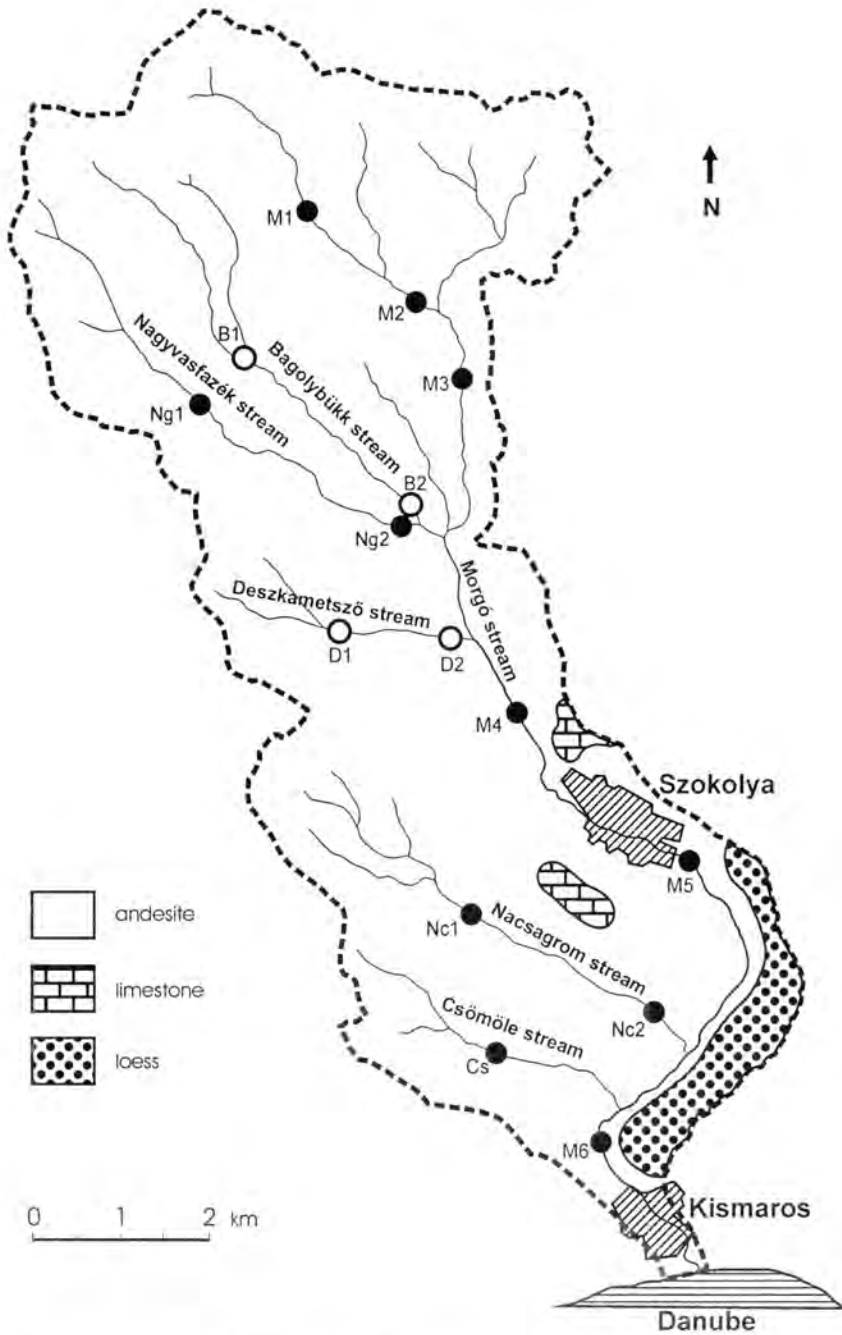 N
M1
M2
B1
Nagyvasfazék stream
Bagolybükk stream
M3
Ng1
B2
Ng2
Deszkametsző stream
Morgó stream
D1
D2
M4
Szokolya
M5
andesite
Nc1
Nacsagrom stream
limestone
Nc2
Csömöle stream
loess
Cs
M6
0 1 2 km
Kismaros
Danube